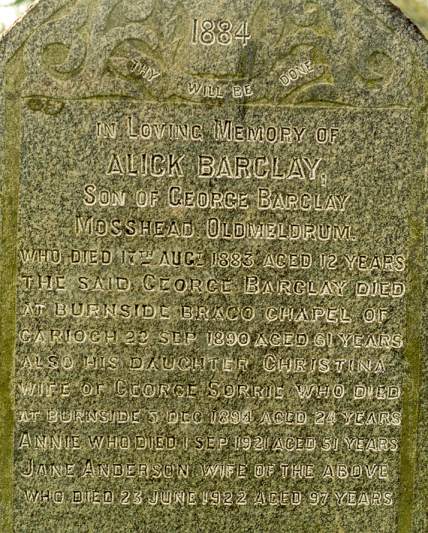 1884
THY WILL BE DONE
IN LOVING MEMORY OF
ALICK BARCLAY,
SON OF GEORGE BARCLAY
MOSSHEAD OLDMELDRUM.
WHO DIED 17TH AUGT 1883 AGED 12 YEARS
THE SAID GEORGE BARCLAY DIED
AT BURNSIDE BRACO CHAPEL OF
GARIOCH 23 SEP 1890 AGED 61 YEARS
ALSO HIS DAUGHTER CHRISTINA
WIFE OF GEORGE SORRIE WHO DIED
AT BURNSIDE 5 DEC 1894 AGED 24 YEARS
ANNIE WHO DIED 1 SEP 1921 AGED 51 YEARS
JANE ANDERSON WIFE OF THE ABOVE
WHO DIED 23 JUNE 1922 AGED 97 YEARS